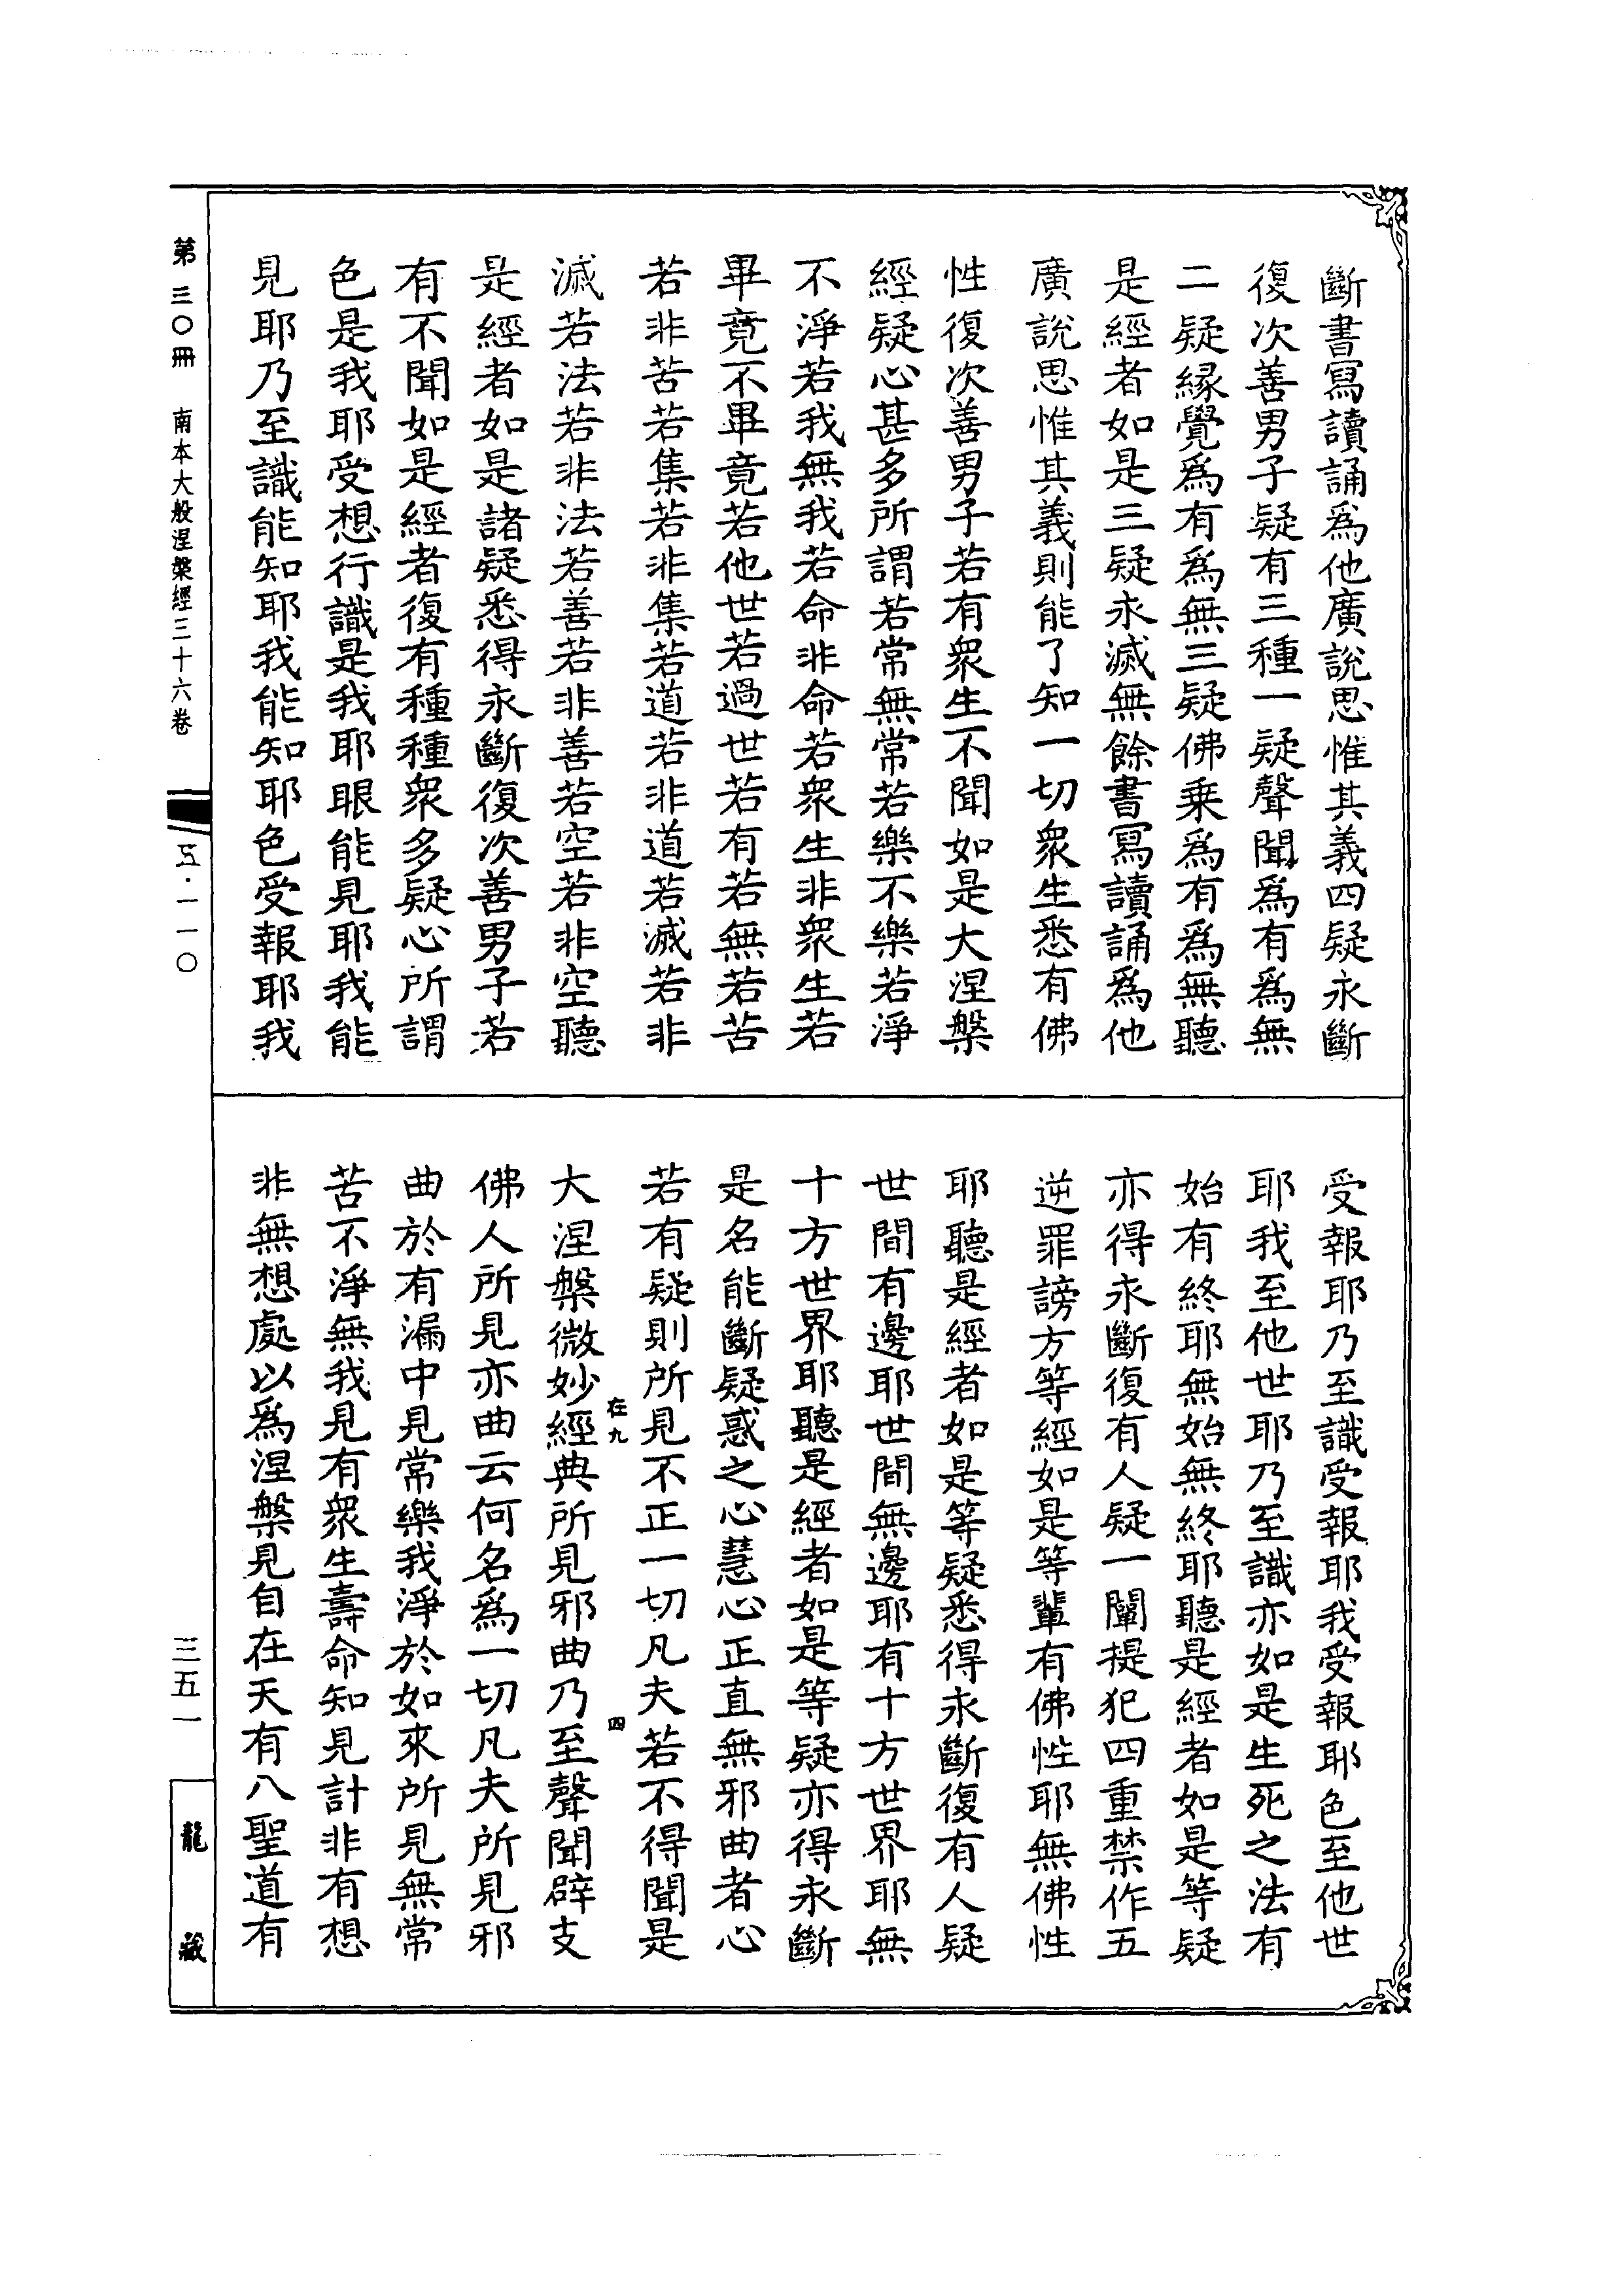 斷書寫讀誦爲他廣說思惟其義四疑永斷
復次善男子疑有三種一疑聲聞爲有爲無
二疑緣覺爲有爲無三疑佛乘爲有爲無聽
是經者如是三疑永滅無餘書寫讀誦爲他
廣說思惟其義則能了知一切衆生悉有佛
性復次善男子若有衆生不聞如是大涅槃
經疑心甚多所謂若常無常若樂不樂若淨
不淨若我無我若命非命若衆生非衆生若
畢竟不畢竟若他世若過世若有若無若苦
若非苦若集若非集若道若非道若滅若非
滅若法若非法若善若非善若空若非空聽
是經者如是諸疑悉得永斷復次善男子若
有不聞如是經者復有種種衆多疑心所謂
色是我耶受想行識是我耶眼能見耶我能
見耶乃至識能知耶我能知耶色受報耶我
受報耶乃至識受報耶我受報耶色至他世
耶我至他世耶乃至識亦如是生死之法有
始有終耶無始無終耶聽是經者如是等疑
亦得永斷復有人疑一闡提犯四重禁作五
逆罪謗方等經如是等輩有佛性耶無佛性
耶聽是經者如是等疑悉得永斷復有人疑
世間有邊耶世間無邊耶有十方世界耶無
十方世界耶聽是經者如是等疑亦得永斷
是名能斷疑惑之心慧心正直無邪曲者心
若有疑則所見不正一切凡夫若不得聞是
在九
四
大涅槃微妙經典所見邪曲乃至聲聞辟支
佛人所見亦曲云何名爲一切凡夫所見邪
曲於有漏中見常樂我淨於如來所見無常
苦不淨無我見有衆生壽命知見計非有想
非無想處以爲涅槃見自在天有八聖道有
第三〇冊 南本大般涅槃經三十六卷
五·一一〇
三五一
龍藏